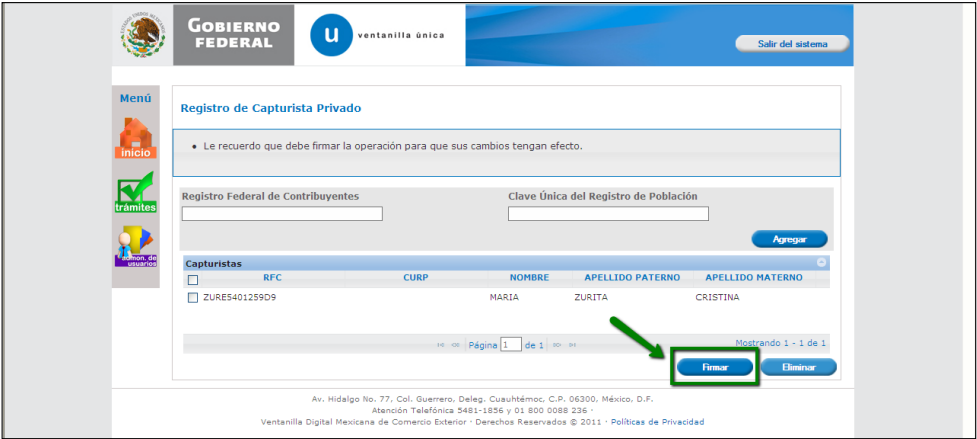 GOBIERNO
FEDERAL
u
ventanilla única
Salir del sistema
Menú
inicio
trámites
admon. de
usuarios
Registro de Capturista Privado
• Le recuerdo que debe firmar la operación para que sus cambios tengan efecto.
Registro Federal de Contribuyentes Clave Única del Registro de Población
Agregar
Capturistas
RFC CURP NOMBRE APELLIDO PATERNO APELLIDO MATERNO
ZURE5401259D9 MARIA ZURITA CRISTINA
Página 1 de 1 Mostrando 1 - 1 de 1
Firmar Eliminar
Av. Hidalgo No. 77, Col. Guerrero, Deleg. Cuauhtémoc, C.P. 06300, México, D.F.
Atención Telefónica 5481-1856 y 01 800 0088 236 ·
Ventanilla Digital Mexicana de Comercio Exterior · Derechos Reservados © 2011 · Políticas de Privacidad